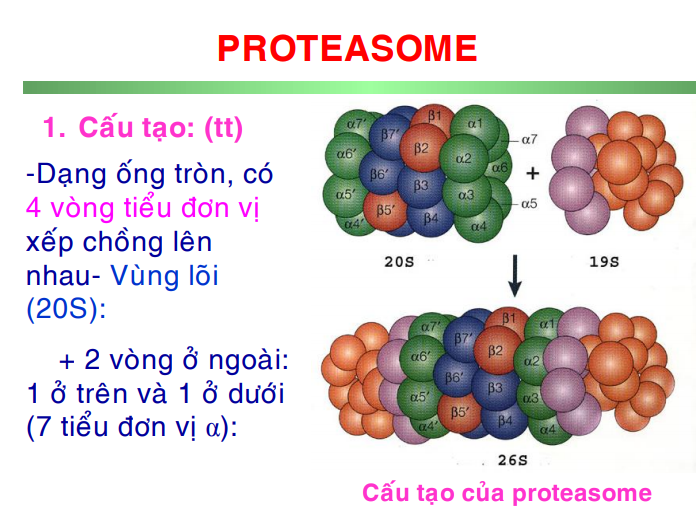 PROTEASOME
1. Cấu tạo: (tt)
-Dạng ống tròn, có
4 vòng tiểu đơn vị
xếp chồng lên
nhau- Vùng lõi
(20S):
+ 2 vòng ở ngoài:
1 ở trên và 1 ở dưới
(7 tiểu đơn vị α):
β1
α7′
α1
β7′
α7
β2
α6′
α2
α6
β6′
β3
+
α5′
α3
α5
β5′
β4
α4′
α4
20S
19S
β1
α7′
α1
β7′
β2
α6′
α2
β6′
β3
α5′
α3
β5′
β4
α4′
α4
26S
Cấu tạo của proteasome